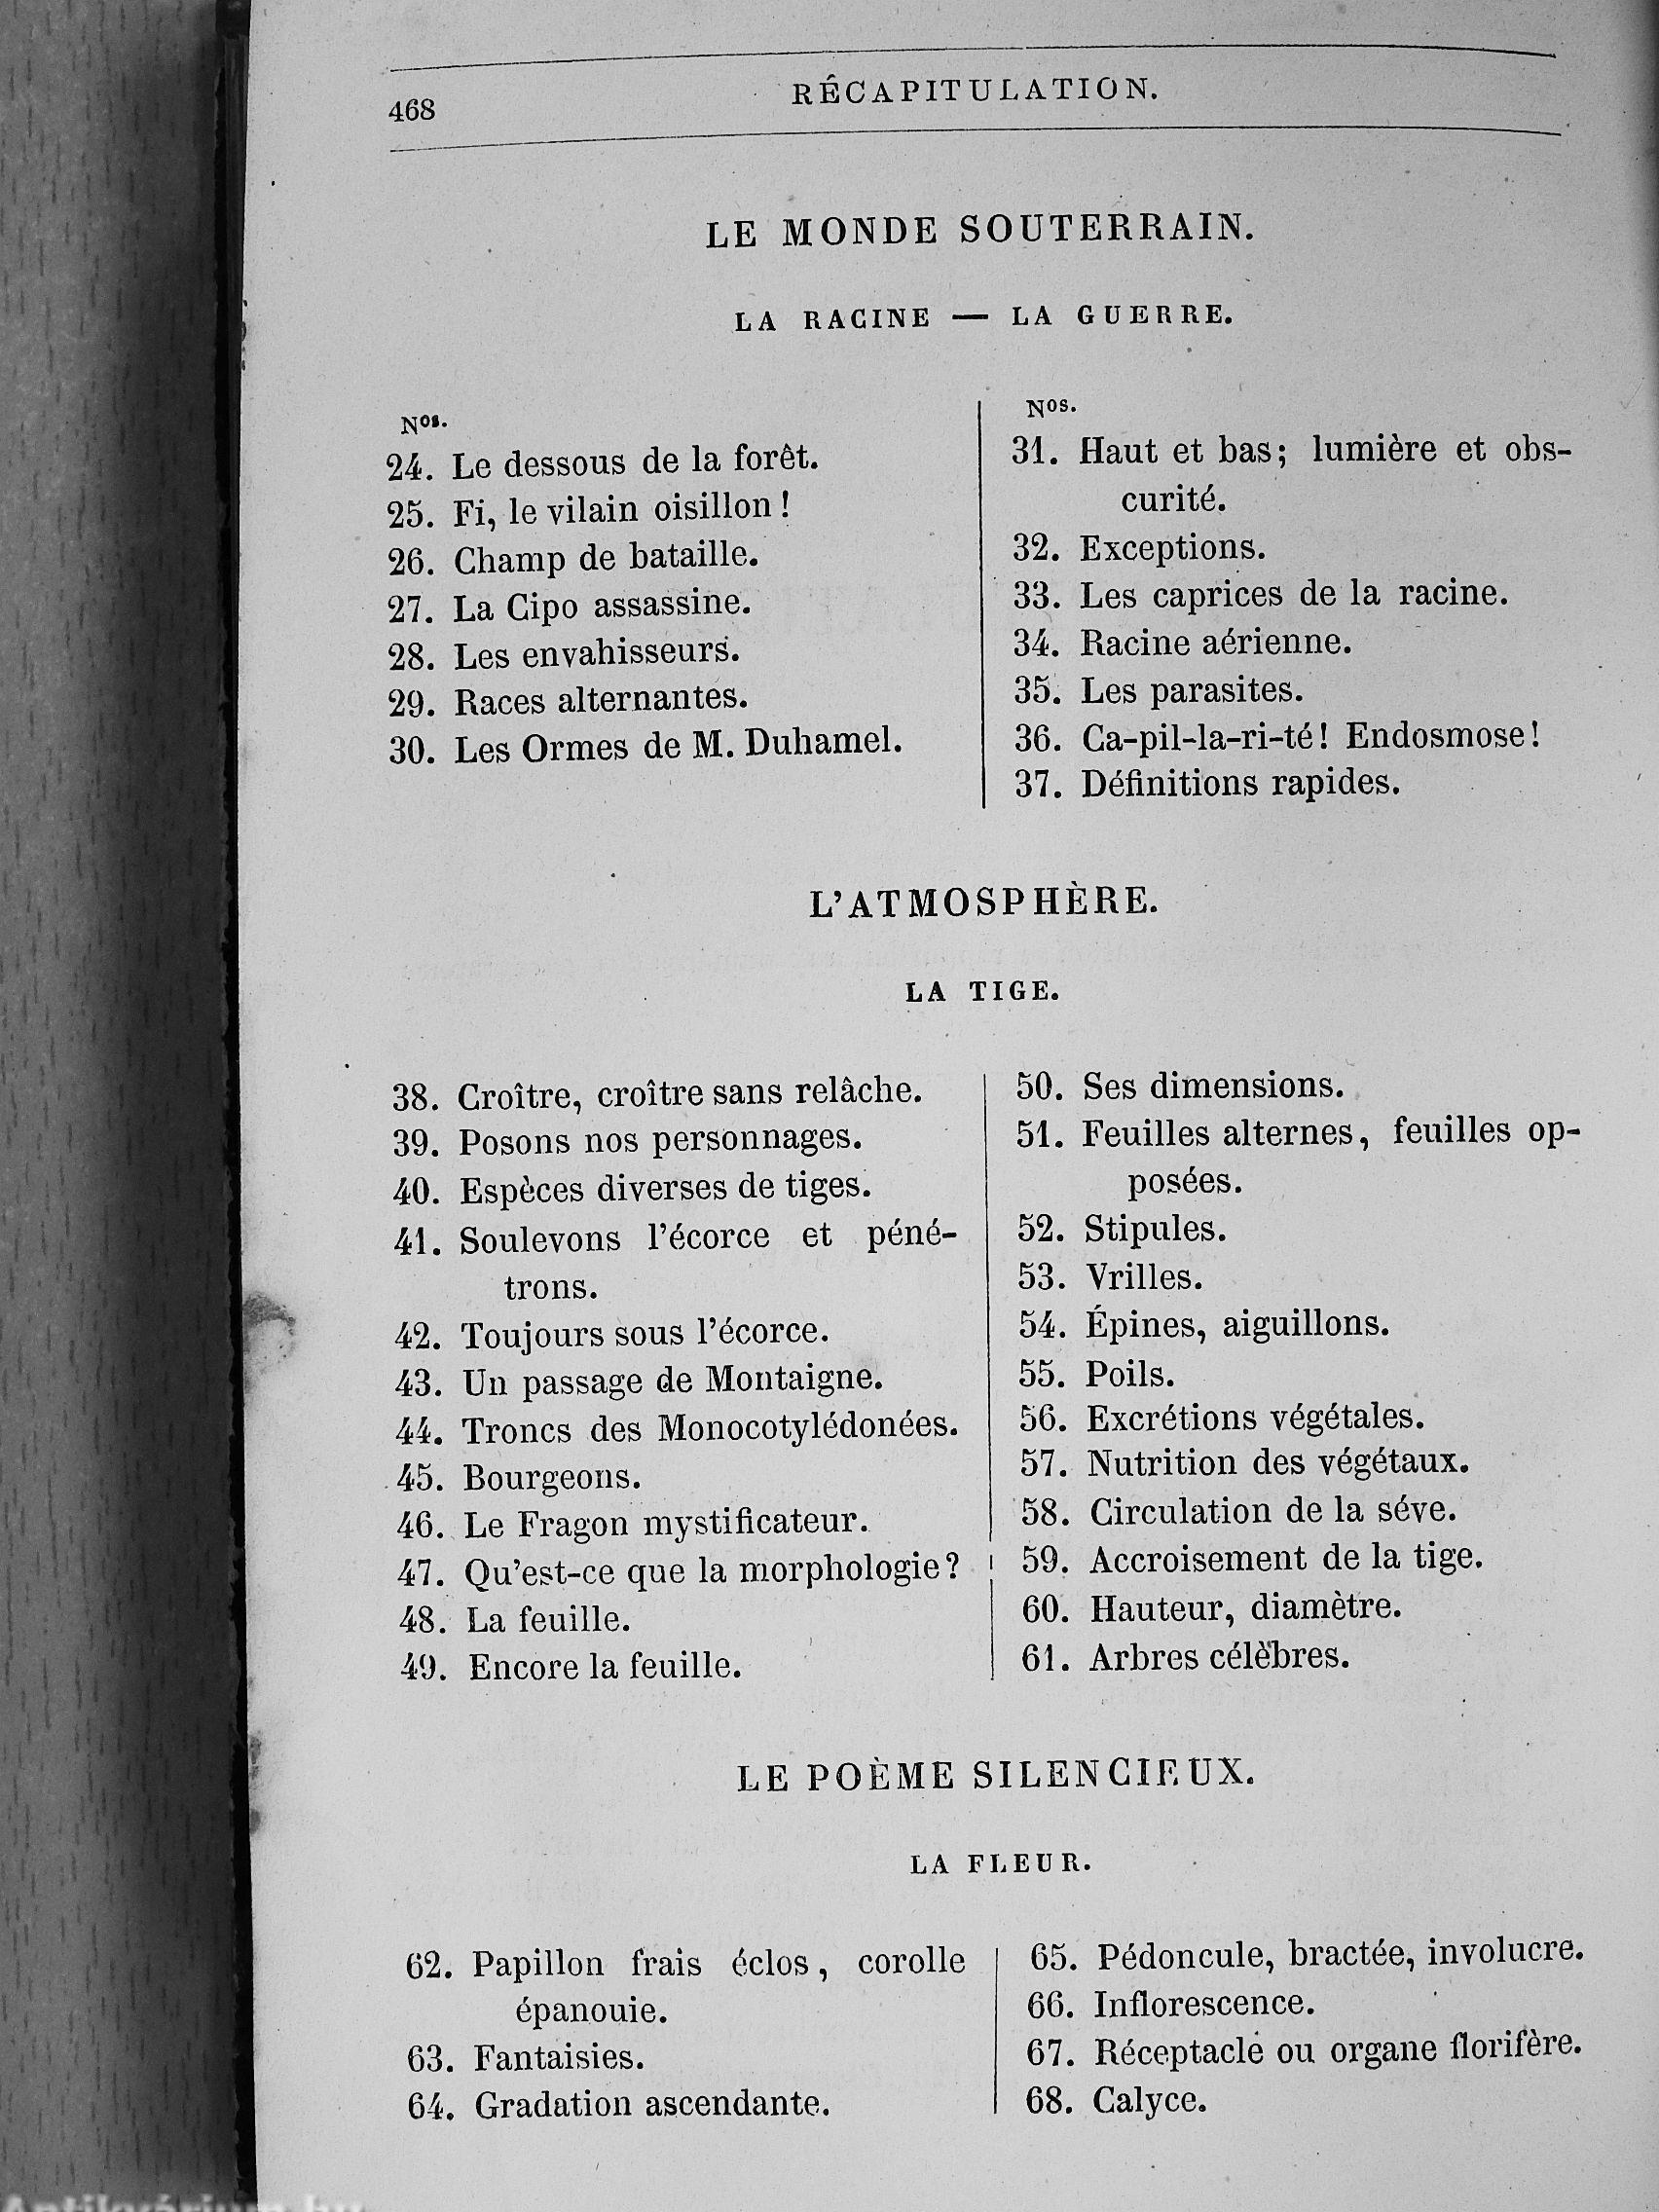 468
RÉCAPITULATION.
LE MONDE SOUTERRAIN.
LA RACINE — LA GUERRE.
Nos.
24. Le dessous de la forêt.
25. Fi, le vilain oisillon !
26. Champ de bataille.
27. La Cipo assassine.
28. Les envahisseurs.
29. Races alternantes.
30. Les Ormes de M. Duhamel.
Nos.
31. Haut et bas; lumière et obs-
curité.
32. Exceptions.
33. Les caprices de la racine.
34. Racine aérienne.
35. Les parasites.
36. Ca-pil-la-ri-té! Endosmose!
37. Définitions rapides.
L'ATMOSPHÈRE.
LA TIGE.
38. Croître, croître sans relâche.
39. Posons nos personnages.
40. Espèces diverses de tiges.
41. Soulevons l'écorce et péné-
trons.
42. Toujours sous l'écorce.
43. Un passage de Montaigne.
44. Troncs des Monocotylédonées.
45. Bourgeons.
46. Le Fragon mystificateur.
47. Qu'est-ce que la morphologie?
48. La feuille.
49. Encore la feuille.
50. Ses dimensions.
51. Feuilles alternes, feuilles op-
posées.
52. Stipules.
53. Vrilles.
54. Épines, aiguillons.
55. Poils.
56. Excrétions végétales.
57. Nutrition des végétaux.
58. Circulation de la séve.
59. Accroisement de la tige.
60. Hauteur, diamètre.
61. Arbres célèbres.
LE POÈME SILENCIEUX.
LA FLEUR.
62. Papillon frais éclos, corolle
épanouie.
63. Fantaisies.
64. Gradation ascendante.
65. Pédoncule, bractée, involucre.
66. Inflorescence.
67. Réceptacle ou organe florifère.
68. Calyce.